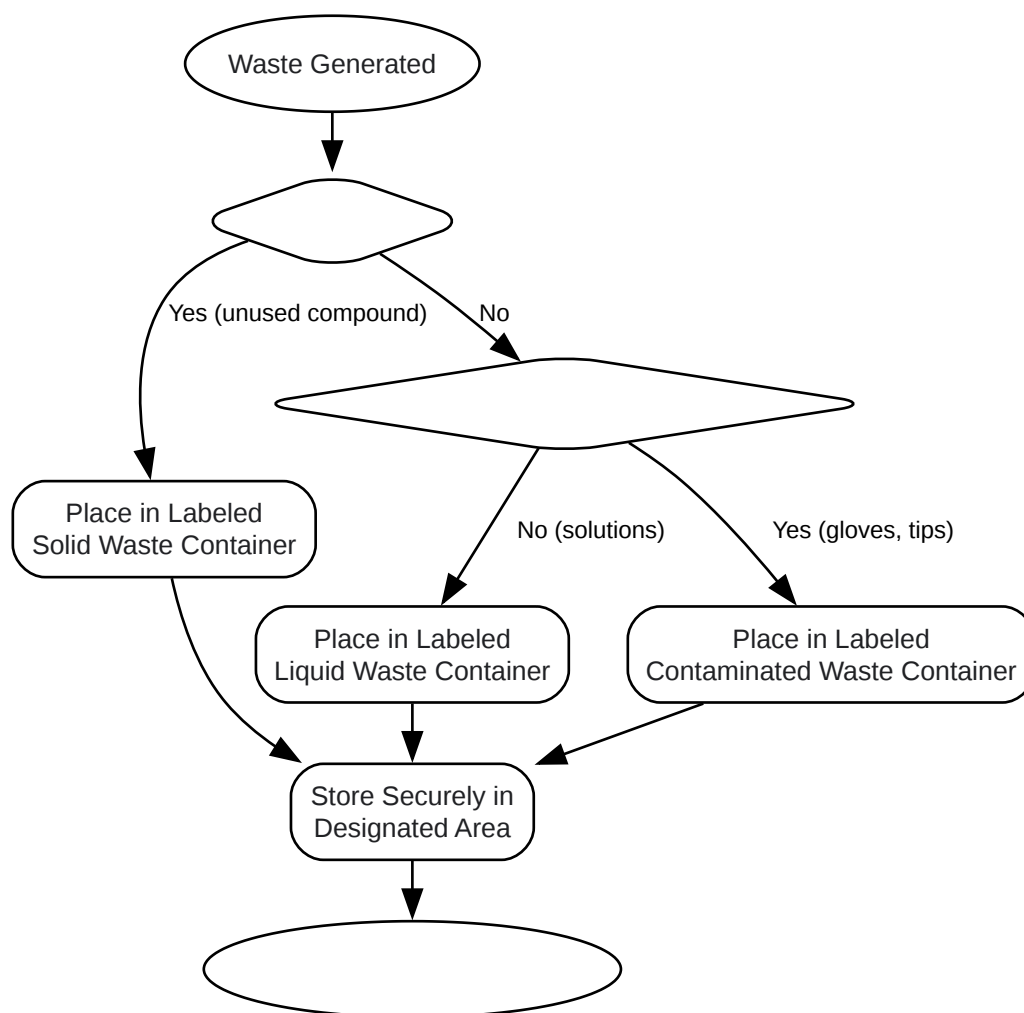 Waste Generated
Yes (unused compound)
No
No (solutions)
Yes (gloves, tips)
Place in Labeled
Solid Waste Container
Place in Labeled
Liquid Waste Container
Place in Labeled
Contaminated Waste Container
Store Securely in
Designated Area